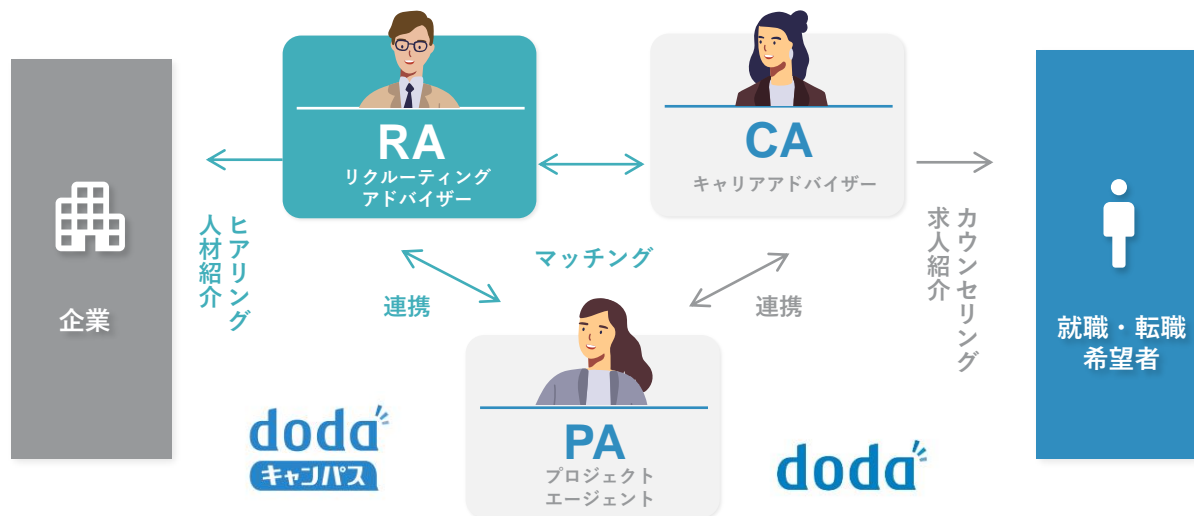 企業
ヒアリング
人材紹介
RA
リクルーティング
アドバイザー
CA
キャリアアドバイザー
マッチング
連携
連携
PA
プロジェクト
エージェント
カウンセリング
求人紹介
就職・転職
希望者
doda
キャンパス
doda